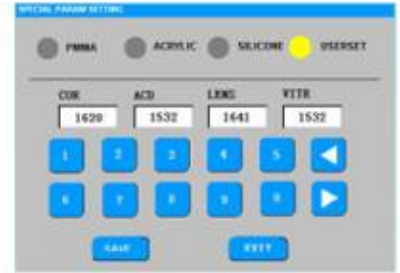 SPECIAL PARAM SETTING
PMMA ACRYLIC SILICONE USERSET
COR ACD LENS VITR
1620 1532 1641 1532
1 2 3 4 5
6 7 8 9 0
SAVE EXIT